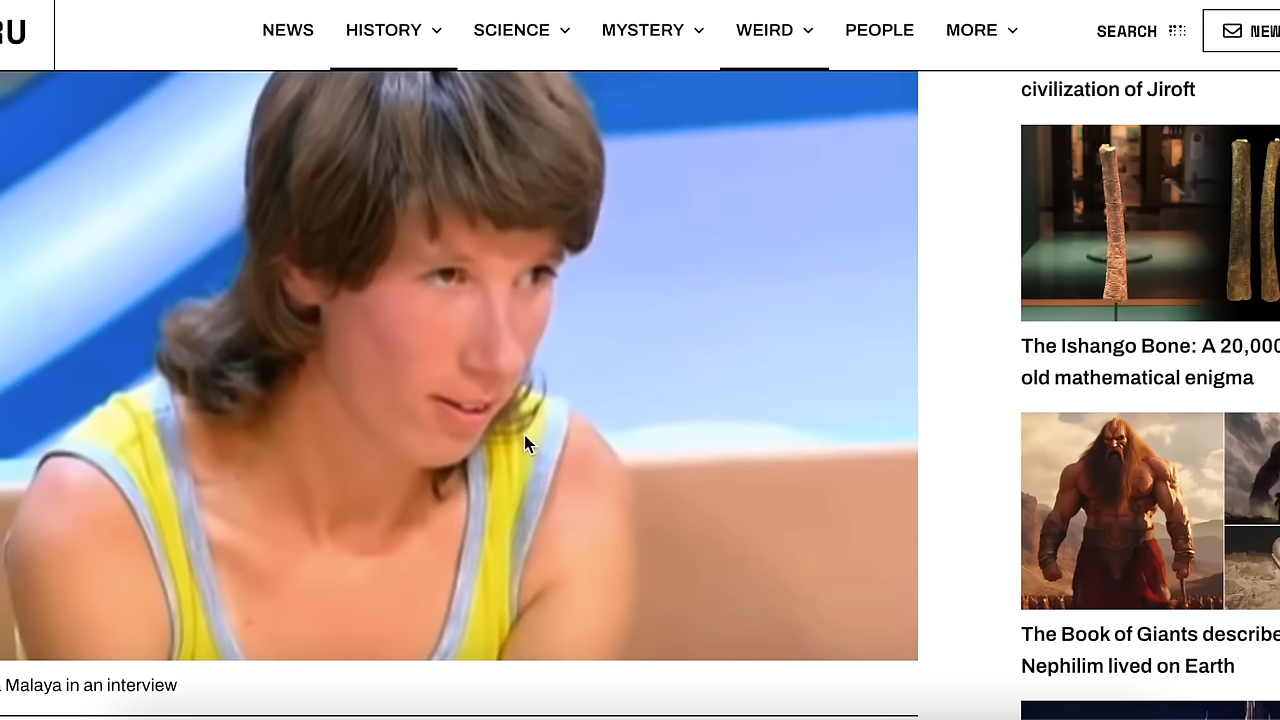 RU
NEWS HISTORY SCIENCE MYSTERY WEIRD PEOPLE MORE SEARCH NEW
civilization of Jiroft
The Ishango Bone: A 20,000
old mathematical enigma
The Book of Giants describe
Nephilim lived on Earth
Malaya in an interview